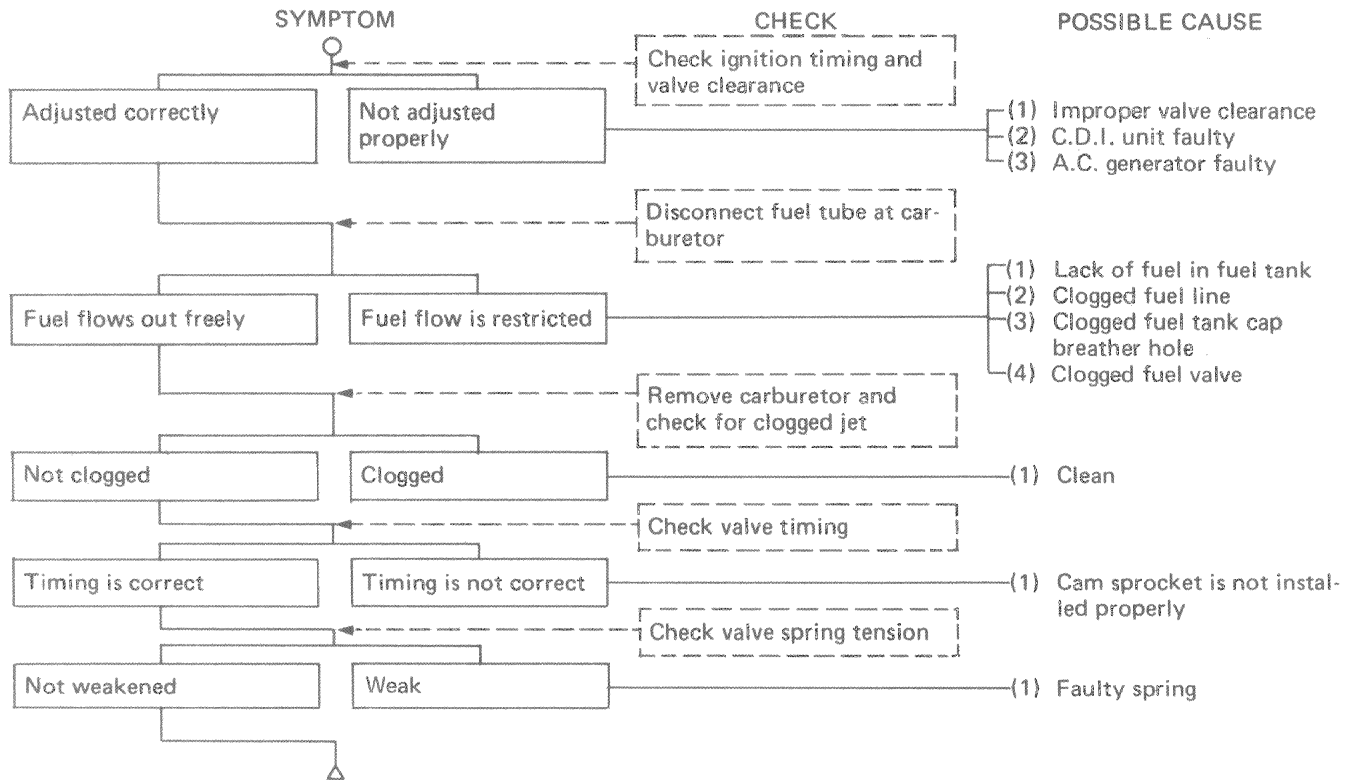 SYMPTOM
CHECK
POSSIBLE CAUSE
Check ignition timing and
valve clearance
Adjusted correctly
Not adjusted
properly
(1) Improper valve clearance
(2) C.D.I. unit faulty
(3) A.C. generator faulty
Disconnect fuel tube at car-
buretor
Fuel flows out freely
Fuel flow is restricted
(1) Lack of fuel in fuel tank
(2) Clogged fuel line
(3) Clogged fuel tank cap
breather hole
(4) Clogged fuel valve
Remove carburetor and
check for clogged jet
Not clogged
Clogged
(1) Clean
Check valve timing
Timing is correct
Timing is not correct
(1) Cam sprocket is not instal-
led properly
Check valve spring tension
Not weakened
Weak
(1) Faulty spring